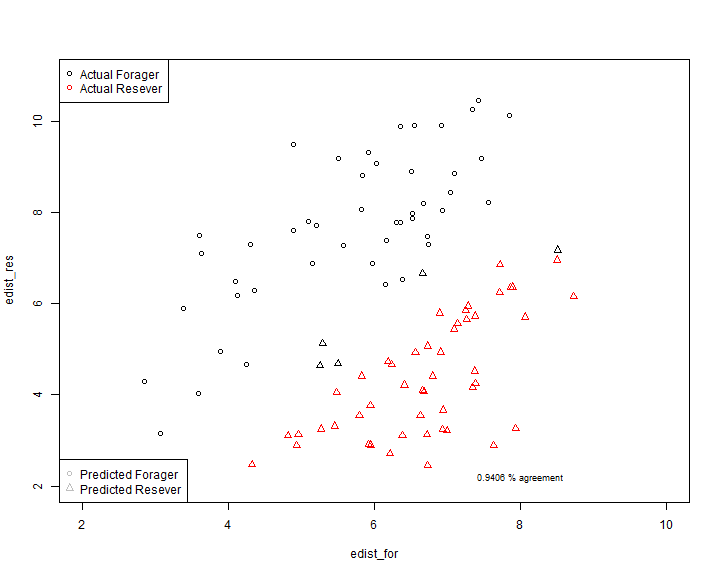 Actual Forager
Actual Resever
10
8
6
4
2
edist_res
Predicted Forager
Predicted Resever
0.9406 % agreement
2
4
6
8
10
edist_for